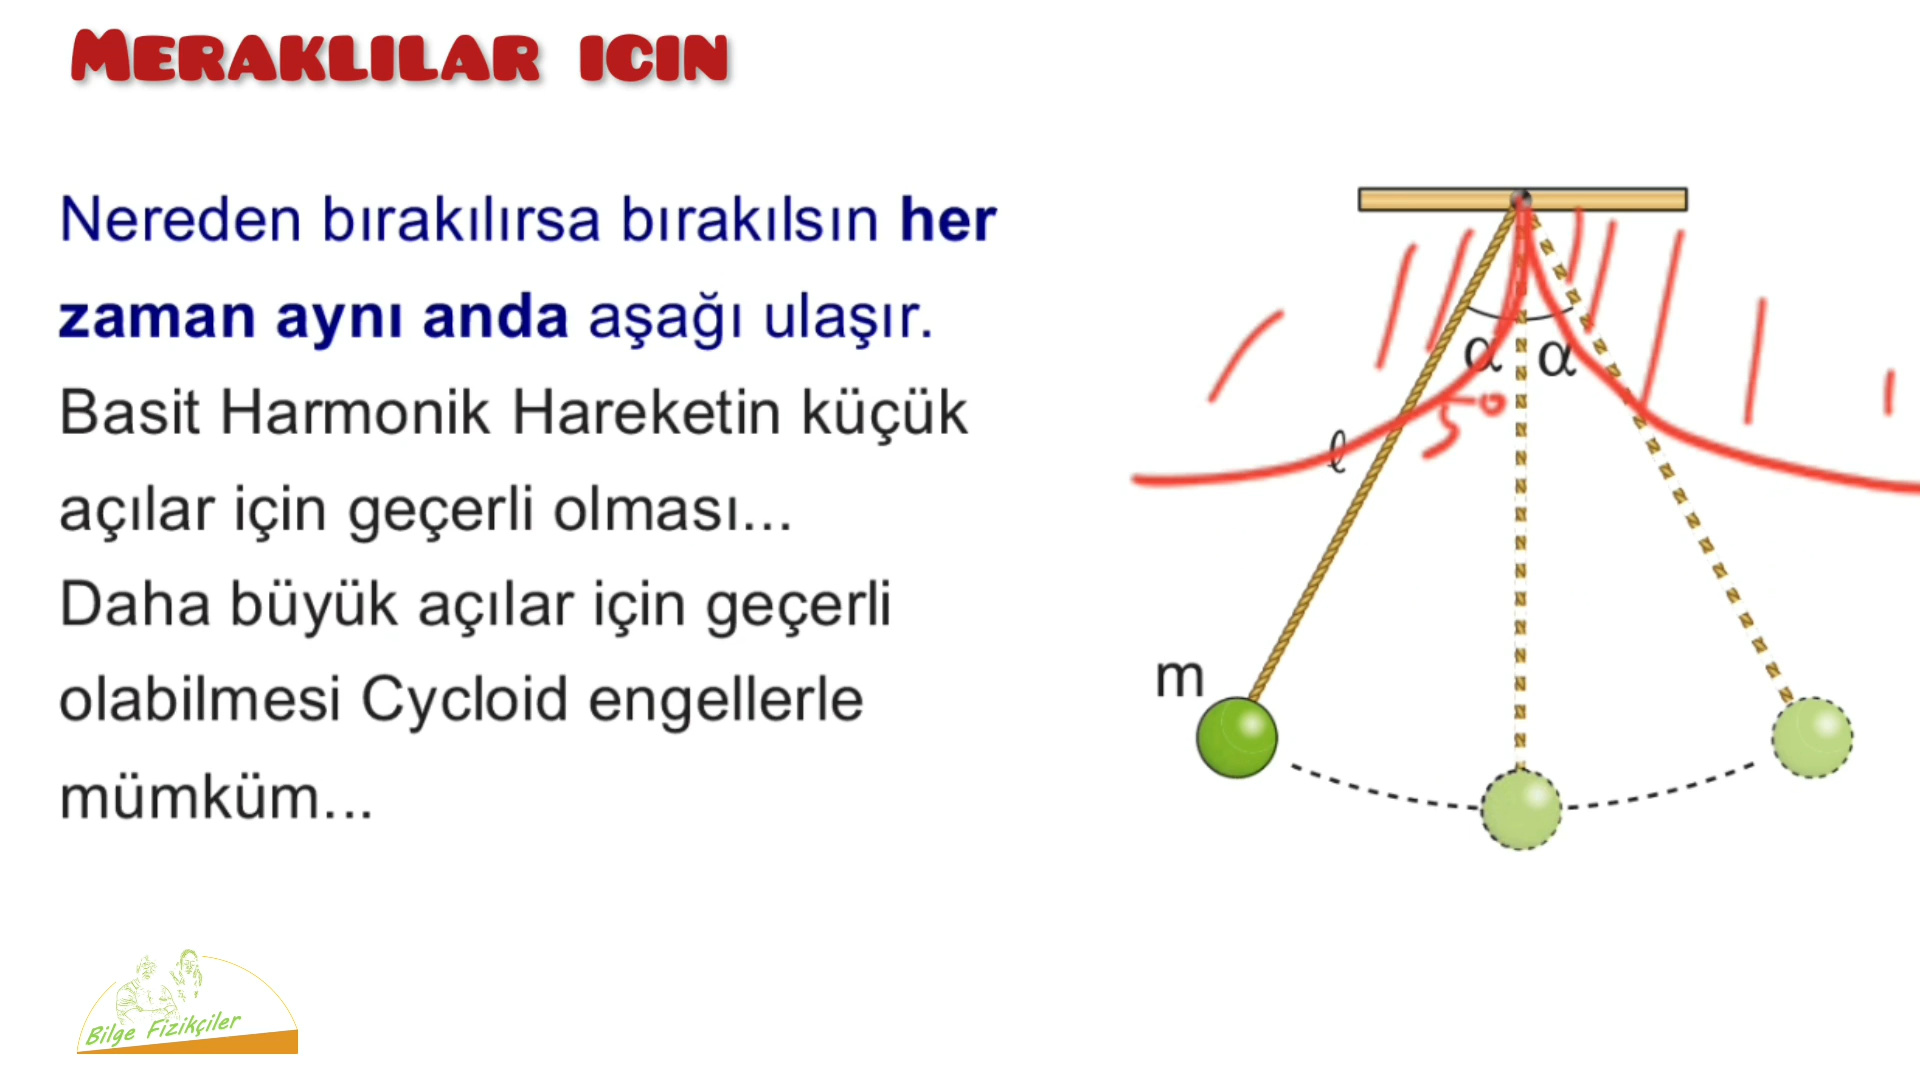 MERAKLILAR ICIN
Nereden bırakılırsa bırakılsın her
zaman aynı anda aşağı ulaşır.
Basit Harmonik Hareketin küçük
açılar için geçerli olması...
Daha büyük açılar için geçerli
olabilmesi Cycloid engellerle
mümküm...
α α
5°
ℓ
m
Bilge Fizikçiler